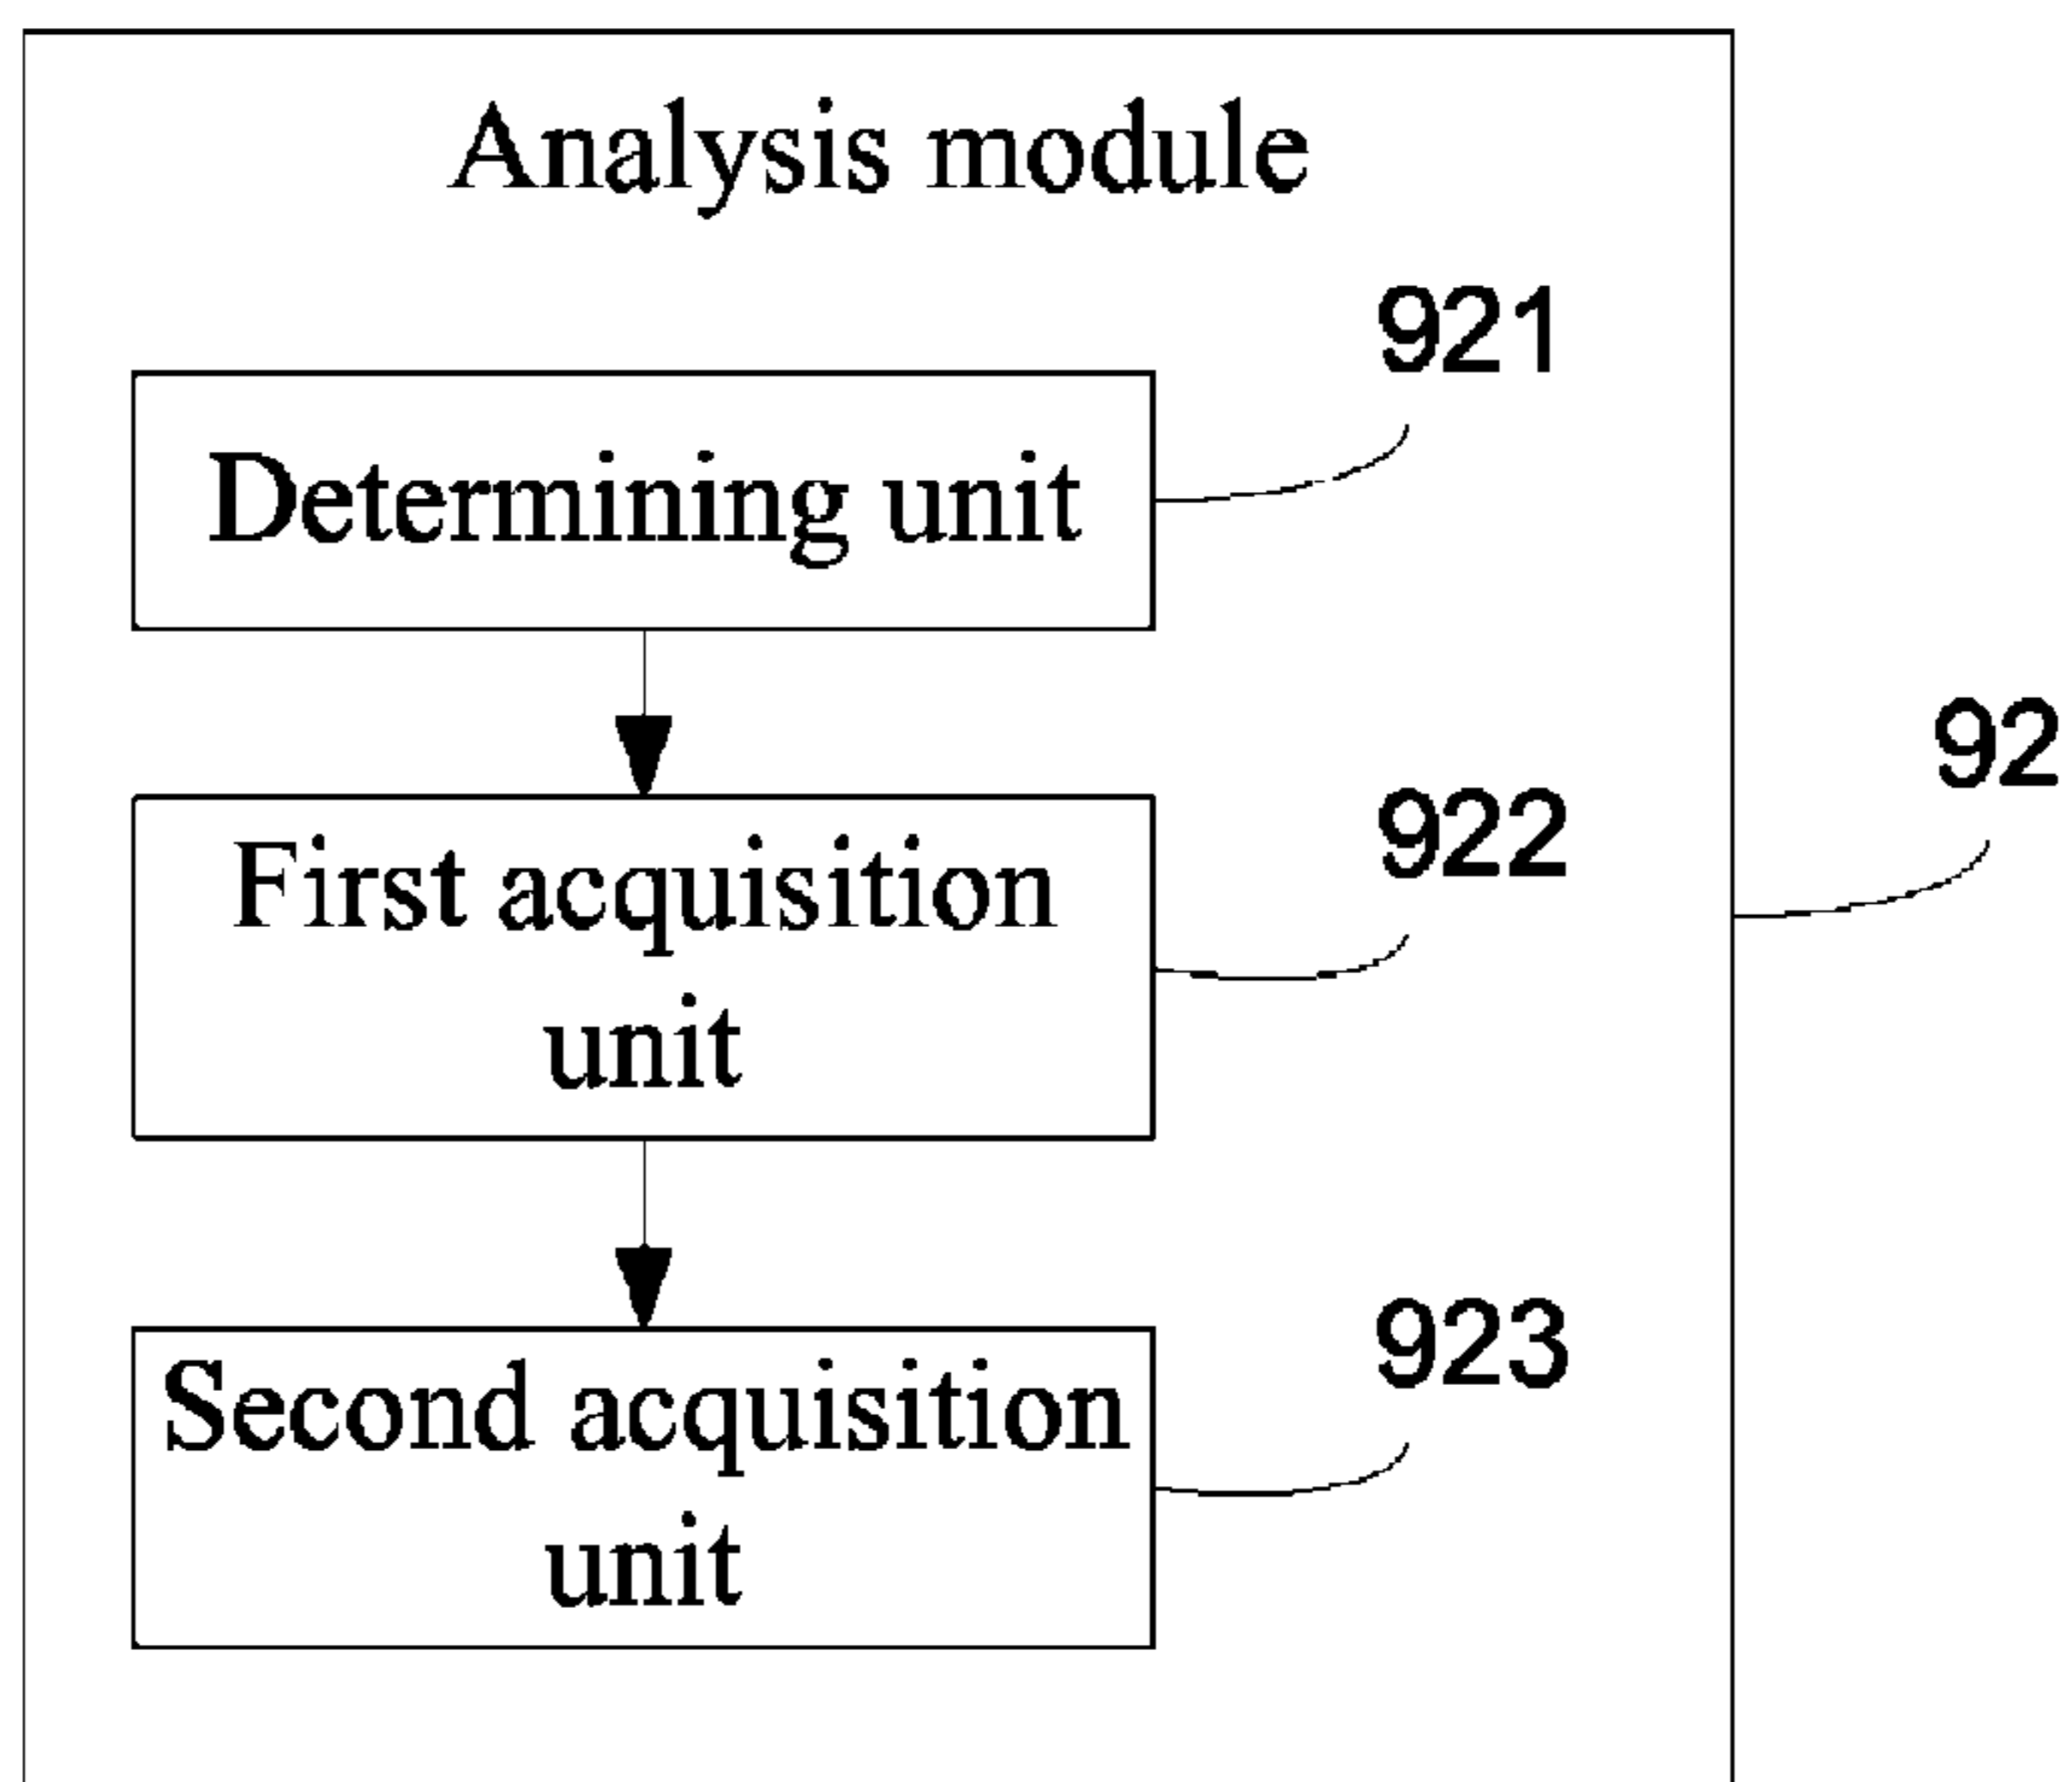 Analysis module
921
Determining unit
92
922
First acquisition
unit
923
Second acquisition
unit